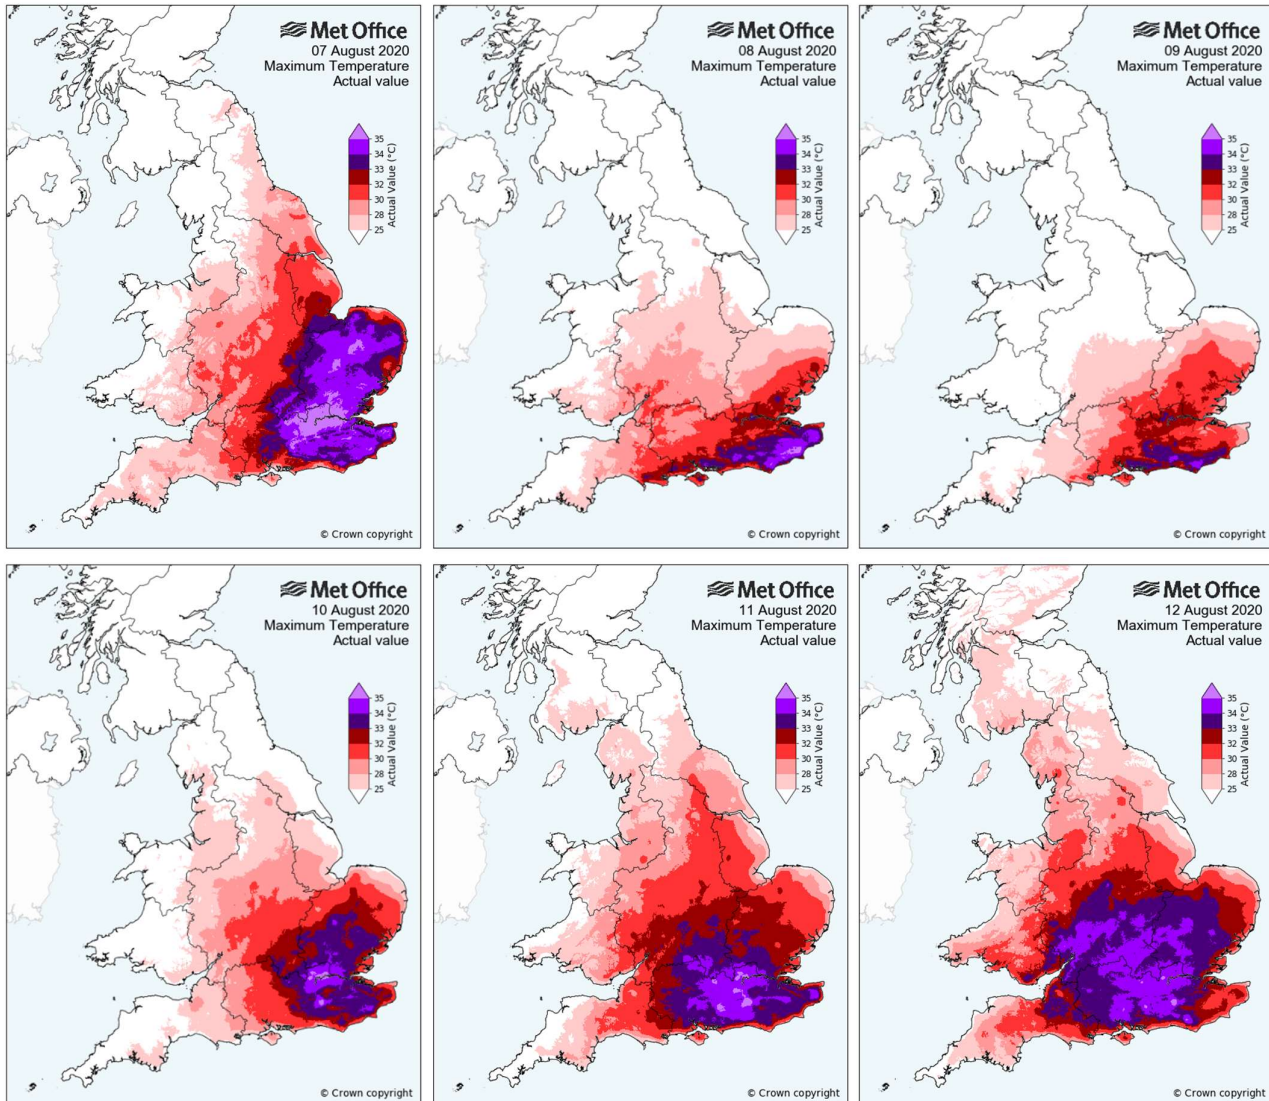 Met Office
07 August 2020
Maximum Temperature
Actual value
35
34
33
32
30
28
25
Actual Value (°C)
© Crown copyright
Met Office
08 August 2020
Maximum Temperature
Actual value
35
34
33
32
30
28
25
Actual Value (°C)
© Crown copyright
Met Office
09 August 2020
Maximum Temperature
Actual value
35
34
33
32
30
28
25
Actual Value (°C)
© Crown copyright
Met Office
10 August 2020
Maximum Temperature
Actual value
35
34
33
32
30
28
25
Actual Value (°C)
© Crown copyright
Met Office
11 August 2020
Maximum Temperature
Actual value
35
34
33
32
30
28
25
Actual Value (°C)
© Crown copyright
Met Office
12 August 2020
Maximum Temperature
Actual value
35
34
33
32
30
28
25
Actual Value (°C)
© Crown copyright